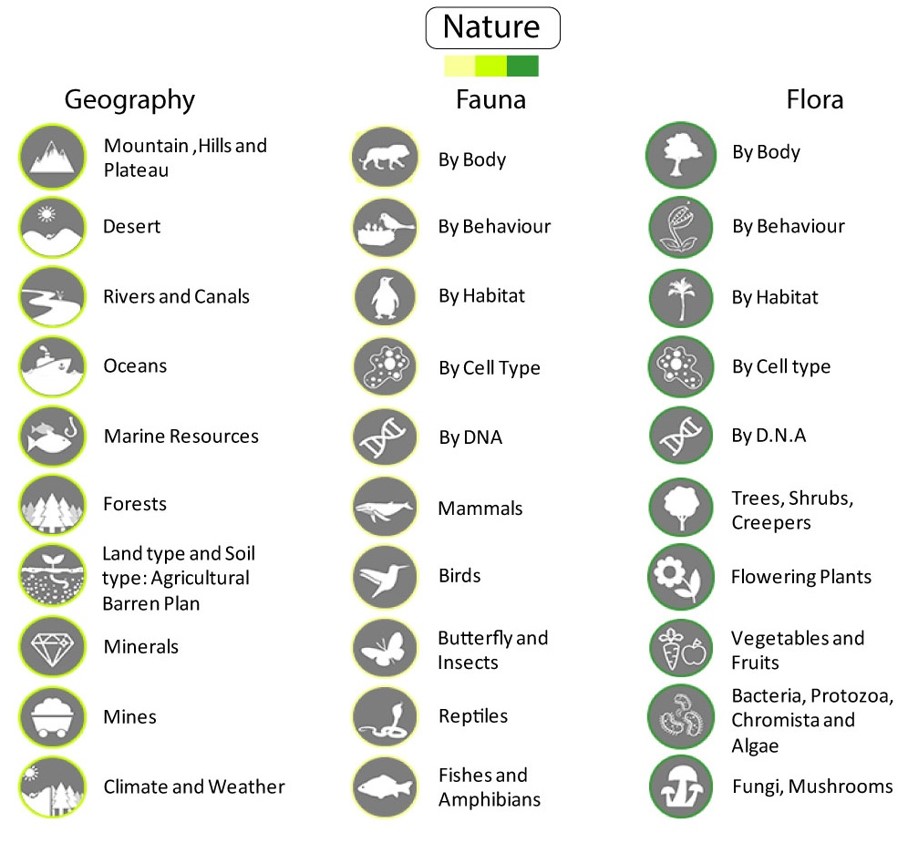 Nature
Geography
Mountain ,Hills and
Plateau
Desert
Rivers and Canals
Oceans
Marine Resources
Forests
Land type and Soil
type: Agricultural
Barren Plan
Minerals
Mines
Climate and Weather
Fauna
By Body
By Behaviour
By Habitat
By Cell Type
By DNA
Mammals
Birds
Butterfly and
Insects
Reptiles
Fishes and
Amphibians
Flora
By Body
By Behaviour
By Habitat
By Cell type
By D.N.A
Trees, Shrubs,
Creepers
Flowering Plants
Vegetables and
Fruits
Bacteria, Protozoa,
Chromista and
Algae
Fungi, Mushrooms